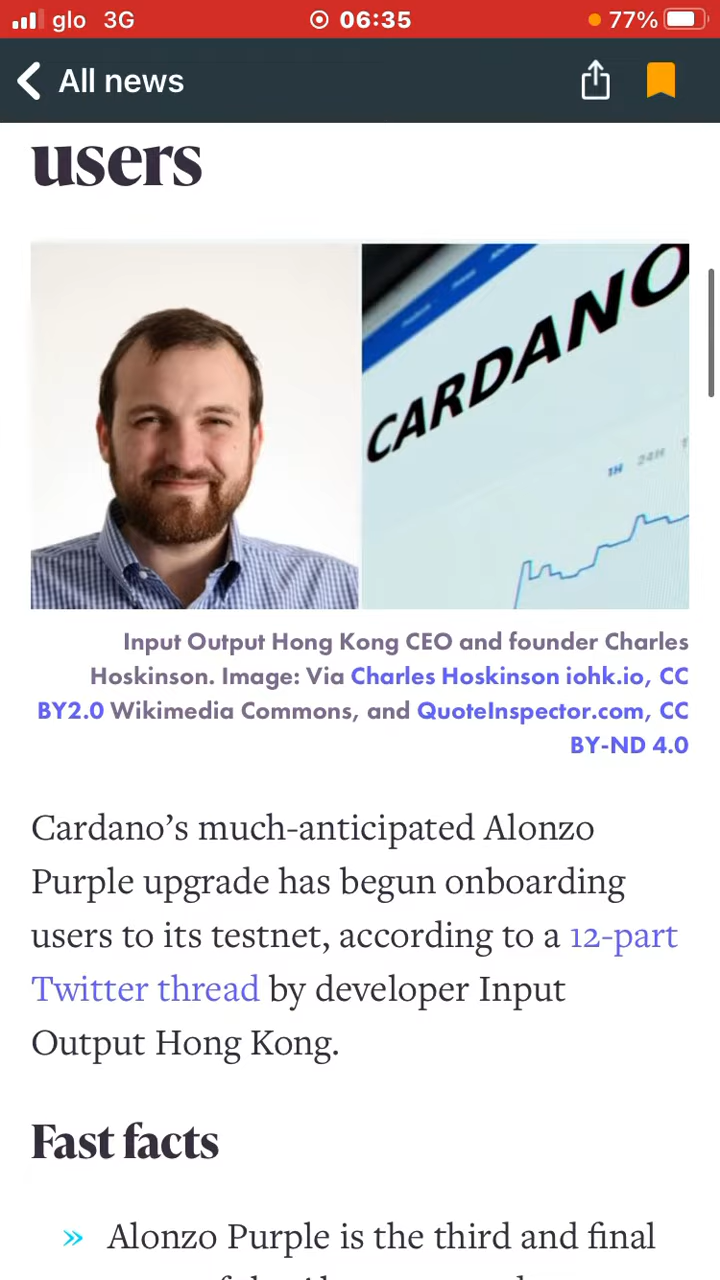 glo 3G 06:35 77%
All news
users
CARDANO
1H 24H
Input Output Hong Kong CEO and founder Charles
Hoskinson. Image: Via Charles Hoskinson iohk.io, CC
BY2.0 Wikimedia Commons, and QuoteInspector.com, CC
BY-ND 4.0
Cardano’s much-anticipated Alonzo
Purple upgrade has begun onboarding
users to its testnet, according to a 12-part
Twitter thread by developer Input
Output Hong Kong.
Fast facts
» Alonzo Purple is the third and final